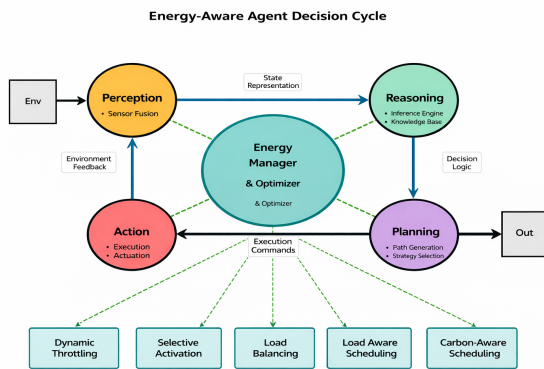 Energy-Aware Agent Decision Cycle
Env
Perception
• Sensor Fusion
State
Representation
Reasoning
• Inference Engine
• Knowledge Base
Energy
Manager
& Optimizer
& Optimizer
Environment
Feedback
Decision
Logic
Action
• Execution
• Actuation
Execution
Commands
Planning
• Path Generation
• Strategy Selection
Out
Dynamic
Throttling
Selective
Activation
Load
Balancing
Load Aware
Scheduling
Carbon-Aware
Scheduling